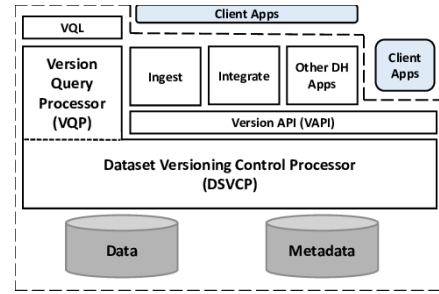 Client Apps
VQL
Version
Query
Processor
(VQP)
Ingest
Integrate
Other DH
Apps
Client
Apps
Version API (VAPI)
Dataset Versioning Control Processor
(DSVCP)
Data
Metadata